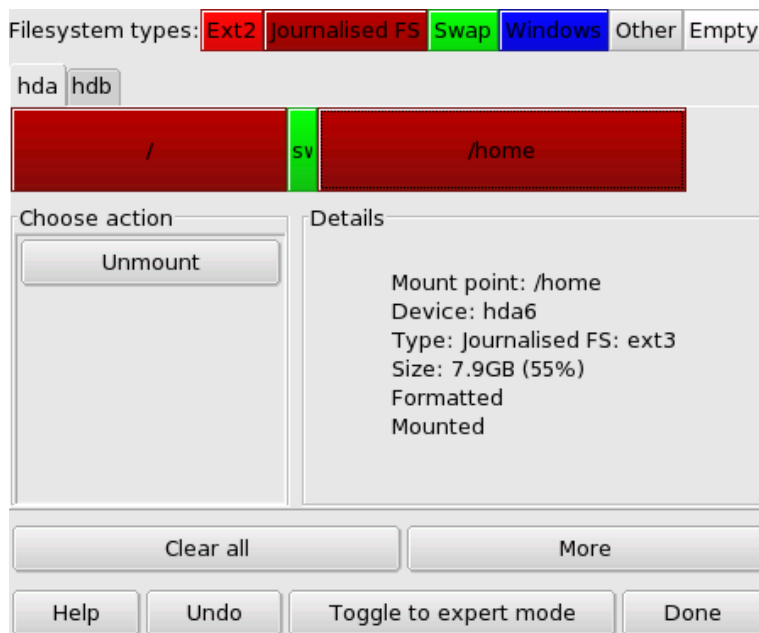 Filesystem types: Ext2 Journalised FS Swap Windows Other Empty
hda hdb
/ sw /home
Choose action Details
Unmount
Mount point: /home
Device: hda6
Type: Journalised FS: ext3
Size: 7.9GB (55%)
Formatted
Mounted
Clear all More
Help Undo Toggle to expert mode Done